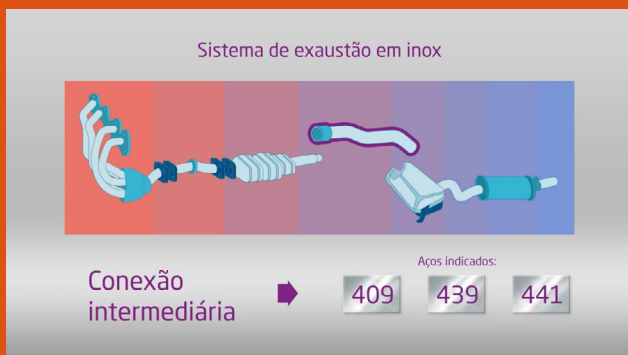 Sistema de exaustão em inox
Aços indicados:
Conexão
intermediária
409 439 441